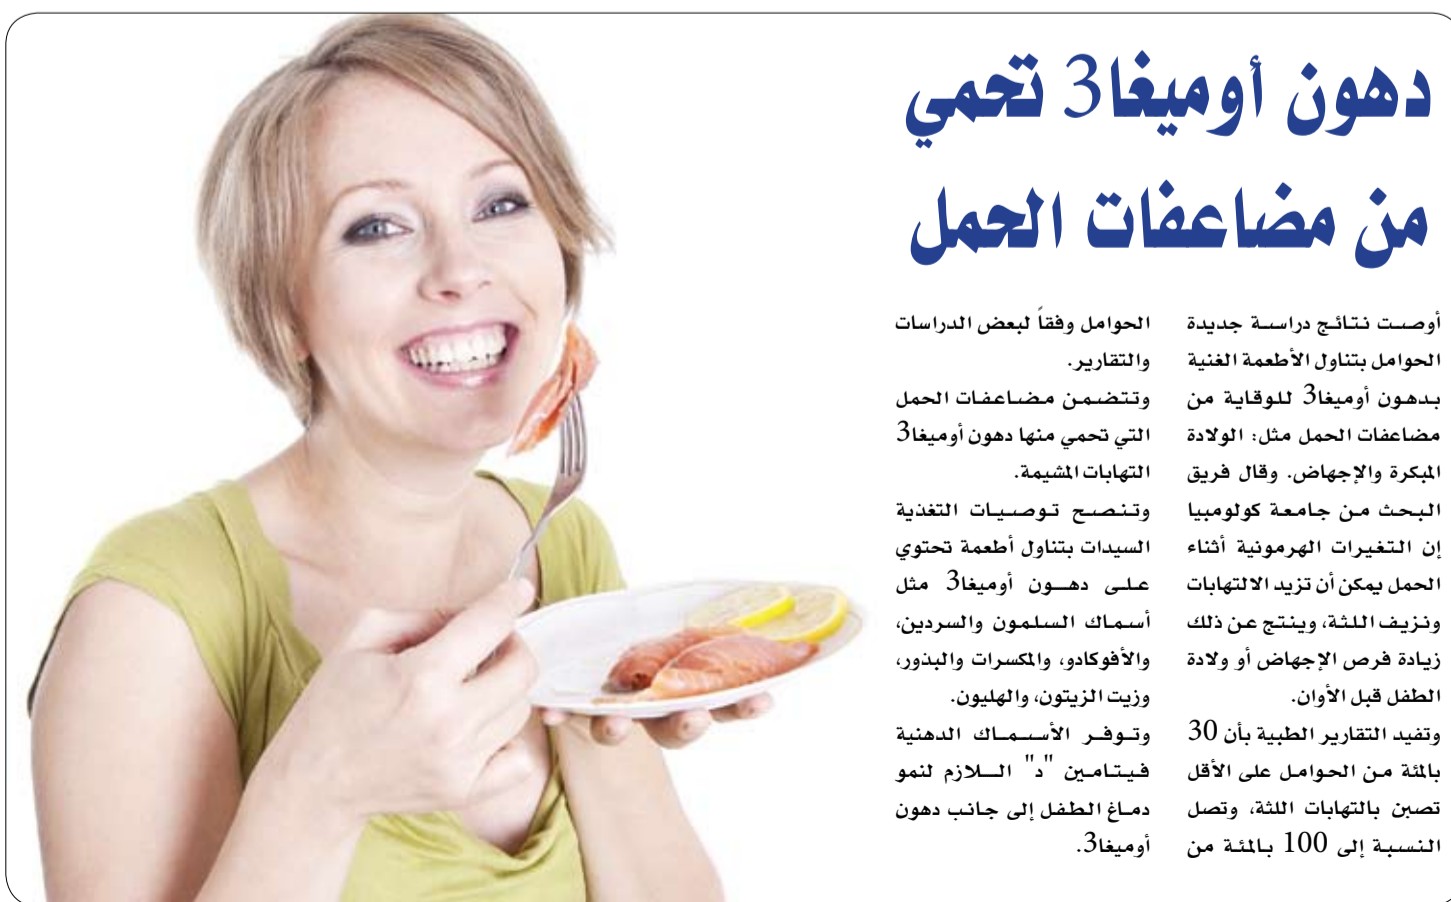 دهون أوميغا3 تحمي
من مضاعفات الحمل
أوصت نتائج دراسة جديدة
الحوامل بتناول الأطعمة الغنية
بدهون أوميغا3 للوقاية من
مضاعفات الحمل مثل: الولادة
المبكرة والإجهاض. وقال فريق
البحث من جامعة كولومبيا
إن التغيرات الهرمونية أثناء
الحمل يمكن أن تزيد الالتهابات
ونزيف اللثة، وينتج عن ذلك
زيادة فرص الإجهاض أو ولادة
الطفل قبل الأوان.
وتفيد التقارير الطبية بأن 30
بالمئة من الحوامل على الأقل
تصبن بالتهابات اللثة، وتصل
النسبة إلى 100 بالمئة من
الحوامل وفقاً لبعض الدراسات
والتقارير.
وتتضمن مضاعفات الحمل
التي تحمي منها دهون أوميغا3
التهابات المشيمة.
وتنصح توصيات التغذية
السيدات بتناول أطعمة تحتوي
على دهون أوميغا3 مثل
أسماك السلمون والسردين،
والأفوكادو، والمكسرات والبذور،
وزيت الزيتون، والهليون.
وتوفر الأسماك الدهنية
فيتامين "د" اللازم لنمو
دماغ الطفل إلى جانب دهون
أوميغا3.